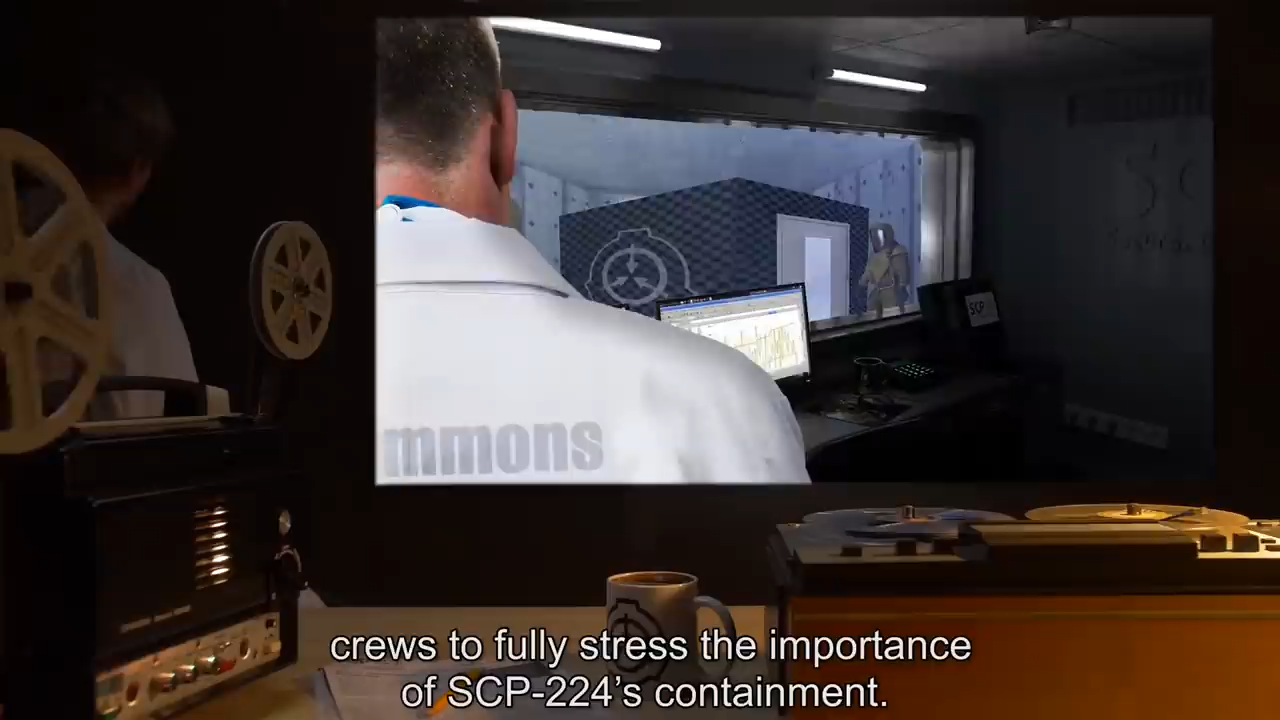 SCP
mmons
crews to fully stress the importance
of SCP-224’s containment.